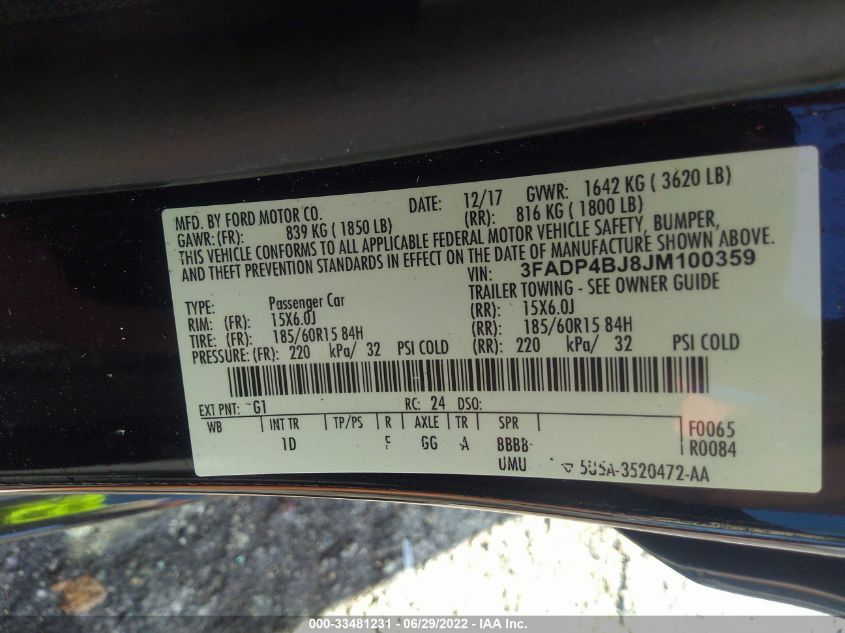 MFD. BY FORD MOTOR CO. DATE: 12/17 GVWR: 1642 KG ( 3620 LB)
GAWR: (FR): 839 KG ( 1850 LB) (RR): 816 KG ( 1800 LB)
THIS VEHICLE CONFORMS TO ALL APPLICABLE FEDERAL MOTOR VEHICLE SAFETY, BUMPER,
AND THEFT PREVENTION STANDARDS IN EFFECT ON THE DATE OF MANUFACTURE SHOWN ABOVE.
VIN: 3FADP4BJ8JM100359
TYPE: Passenger Car TRAILER TOWING - SEE OWNER GUIDE
RIM: (FR): 15X6.0J (RR): 15X6.0J
TIRE: (FR): 185/60R15 84H (RR): 185/60R15 84H
PRESSURE: (FR): 220 kPa/ 32 PSI COLD (RR): 220 kPa/ 32 PSI COLD
EXT PNT: G1 RC: 24 DSO:
WB INT TR TP/PS R AXLE TR SPR F0065
1D F GG A BBBB R0084
UMU 5USA-3520472-AA
000-33481231 - 06/29/2022 - IAA Inc.